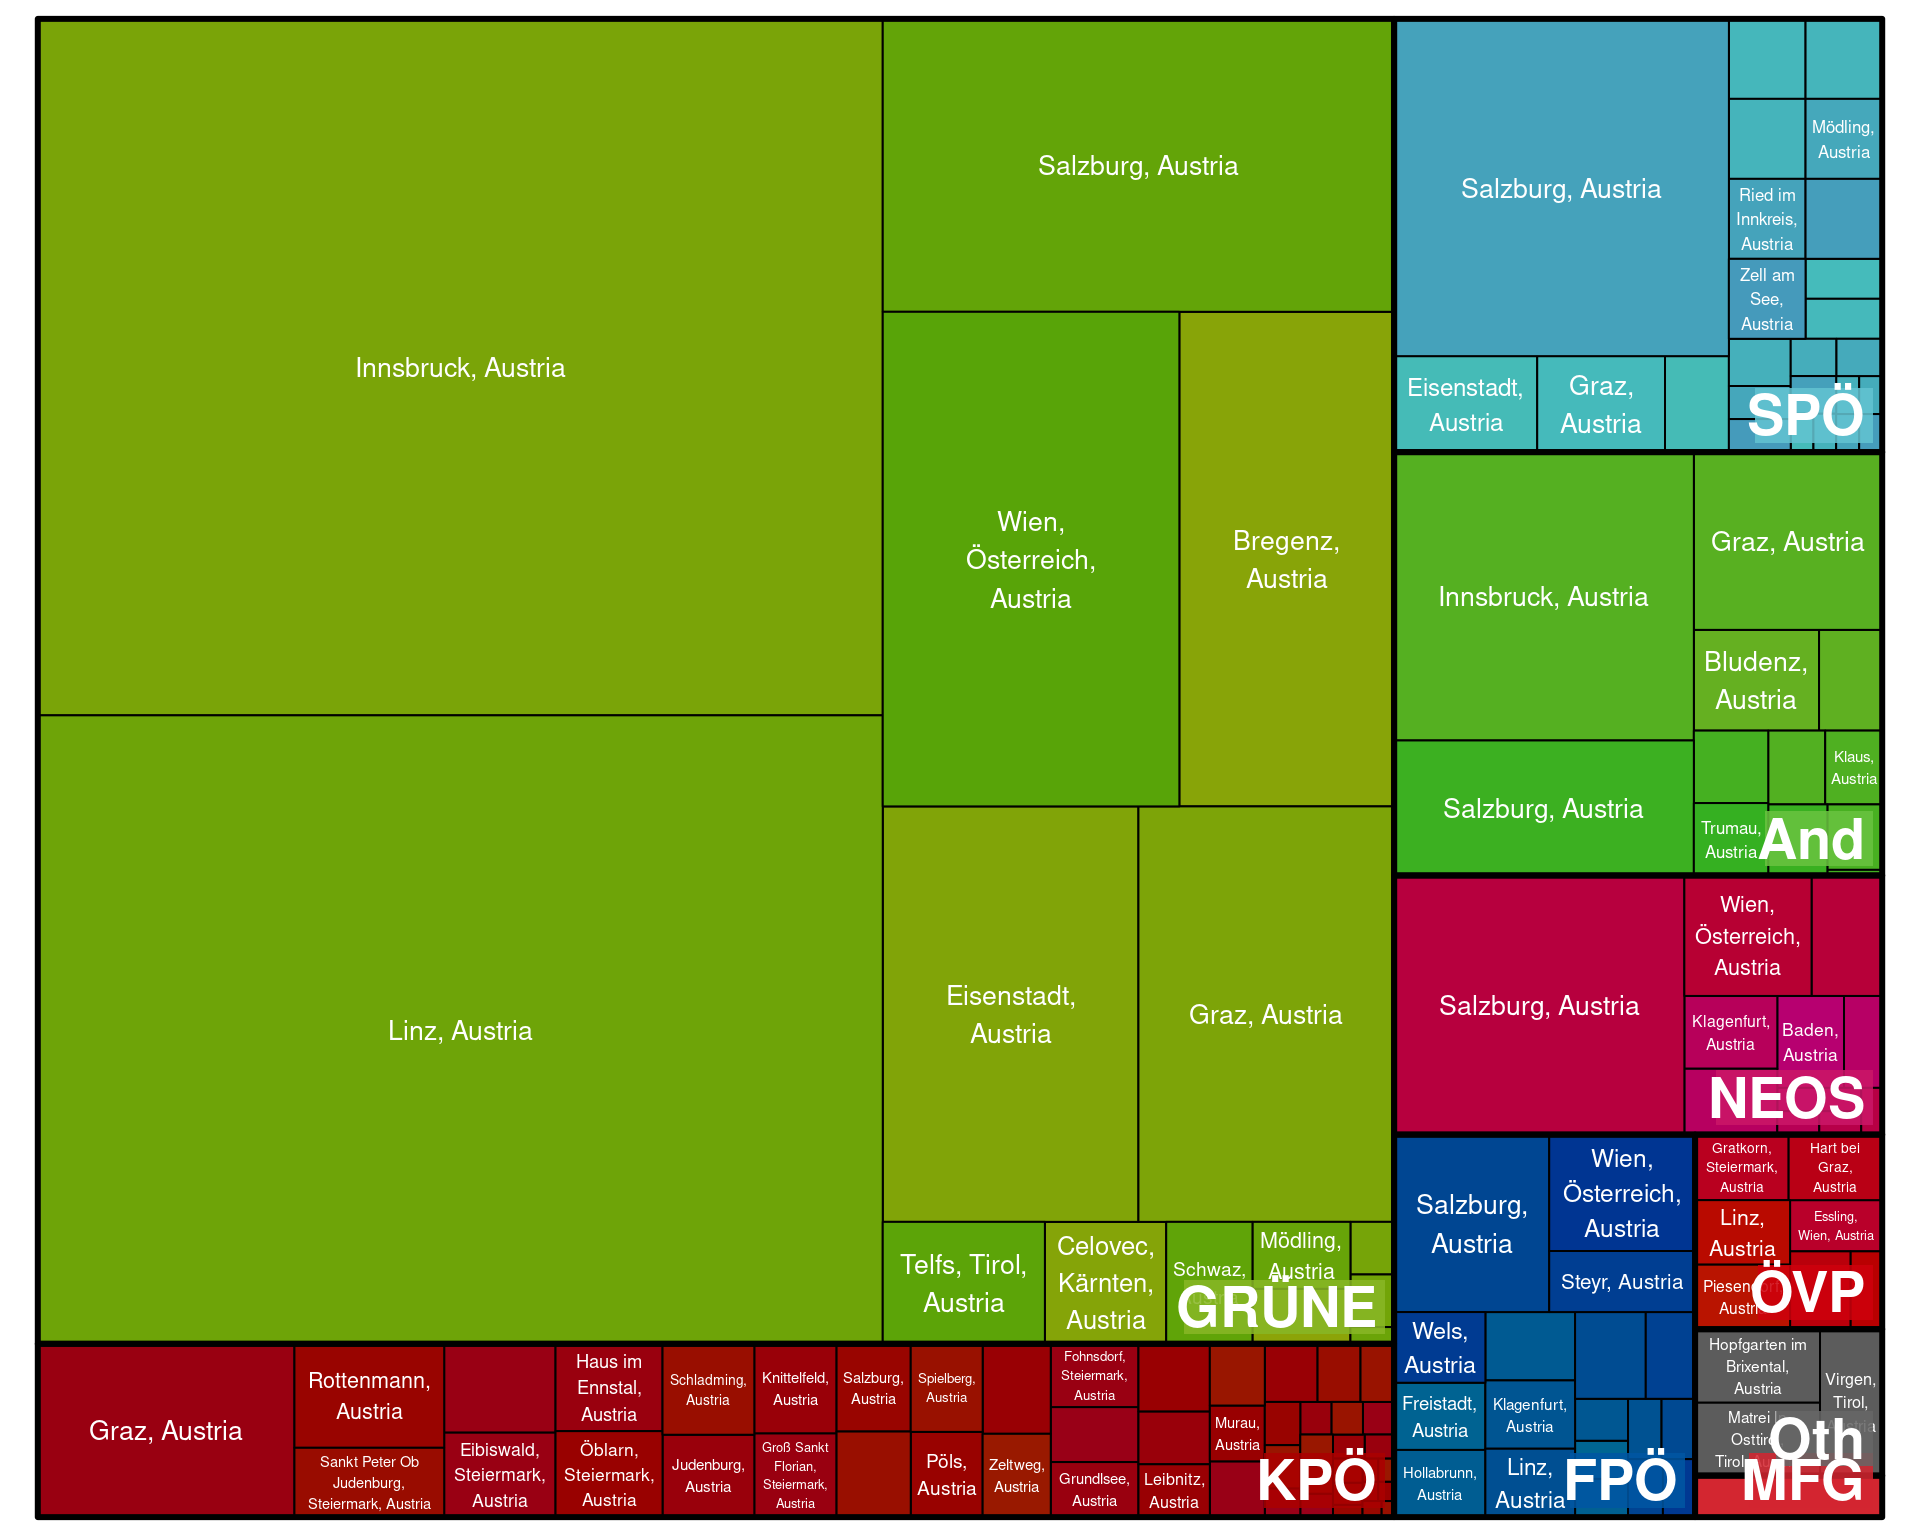 Innsbruck, Austria
Linz, Austria
Salzburg, Austria
Wien,
Österreich,
Austria
Bregenz,
Austria
Eisenstadt,
Austria
Graz, Austria
Telfs, Tirol,
Austria
Celovec,
Kärnten,
Austria
Schwaz,
Mödling,
Austria
GRÜNE
Salzburg, Austria
Eisenstadt,
Austria
Graz,
Austria
Mödling,
Austria
Ried im
Innkreis,
Austria
Zell am
See,
Austria
SPÖ
Innsbruck, Austria
Salzburg, Austria
Graz, Austria
Bludenz,
Austria
Klaus,
Austria
Trumau,
Austria
And
Salzburg, Austria
Wien,
Österreich,
Austria
Klagenfurt,
Austria
Baden,
Austria
NEOS
Graz, Austria
Rottenmann,
Austria
Sankt Peter Ob
Judenburg,
Steiermark, Austria
Eibiswald,
Steiermark,
Austria
Haus im
Ennstal,
Austria
Öblarn,
Steiermark,
Austria
Schladming,
Austria
Judenburg,
Austria
Knittelfeld,
Austria
Groß Sankt
Florian,
Steiermark,
Austria
Salzburg,
Austria
Spielberg,
Austria
Pöls,
Austria
Zeltweg,
Austria
Fohnsdorf,
Steiermark,
Austria
Grundlsee,
Austria
Leibnitz,
Austria
Murau,
Austria
KPÖ
Salzburg,
Austria
Wien,
Österreich,
Austria
Steyr, Austria
Wels,
Austria
Freistadt,
Austria
Hollabrunn,
Austria
Klagenfurt,
Austria
Linz,
Austria
FPÖ
Gratkorn,
Steiermark,
Austria
Hart bei
Graz,
Austria
Linz,
Austria
Essling,
Wien, Austria
ÖVP
Hopfgarten im
Brixental,
Austria
Virgen,
Tirol,
Matrei
Oth
MFG